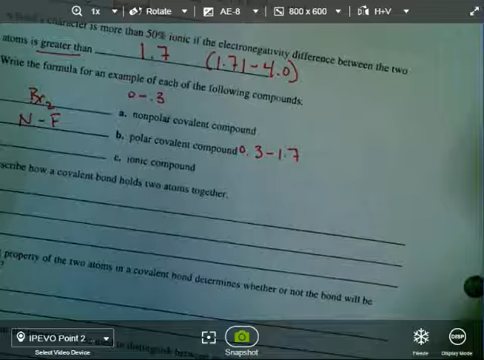 1x Rotate AE-8 800 x 600 H+V
character is more than 50% ionic if the electronegativity difference between the two
atoms is greater than 1.7 (1.71-4.0)
Write the formula for an example of each of the following compounds.
Br2 0-.3
a. nonpolar covalent compound
N-F
b. polar covalent compound 0.3-1.7
c. ionic compound
scribe how a covalent bond holds two atoms together.
property of the two atoms in a covalent bond determines whether or not the bond will be
IPEVO Point 2
Select Video Device
Snapshot
Freeze
DISP
Display Mode